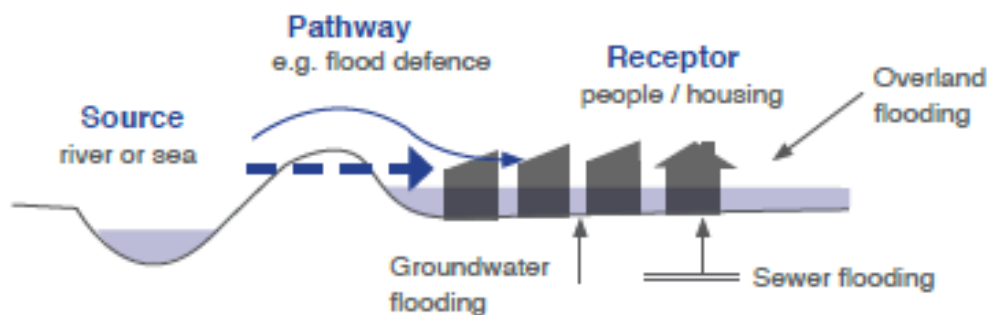 Pathway
e.g. flood defence
Receptor
people / housing
Overland
flooding
Source
river or sea
Groundwater
flooding
Sewer flooding